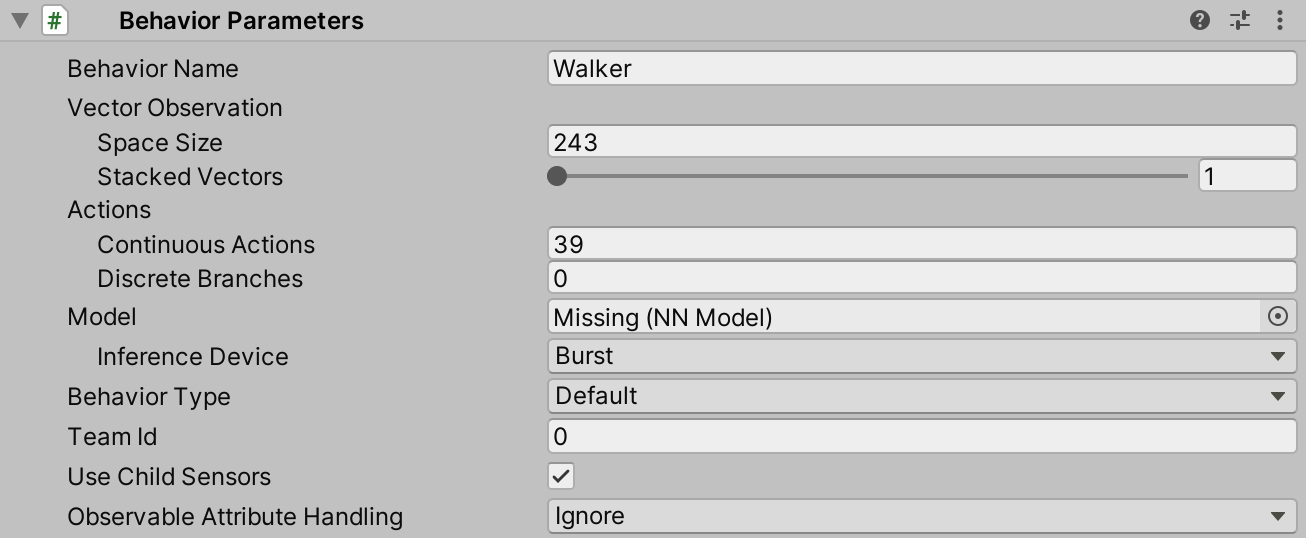 # Behavior Parameters
Behavior Name Walker
Vector Observation
Space Size 243
Stacked Vectors 1
Actions
Continuous Actions 39
Discrete Branches 0
Model Missing (NN Model)
Inference Device Burst
Behavior Type Default
Team Id 0
Use Child Sensors
Observable Attribute Handling Ignore